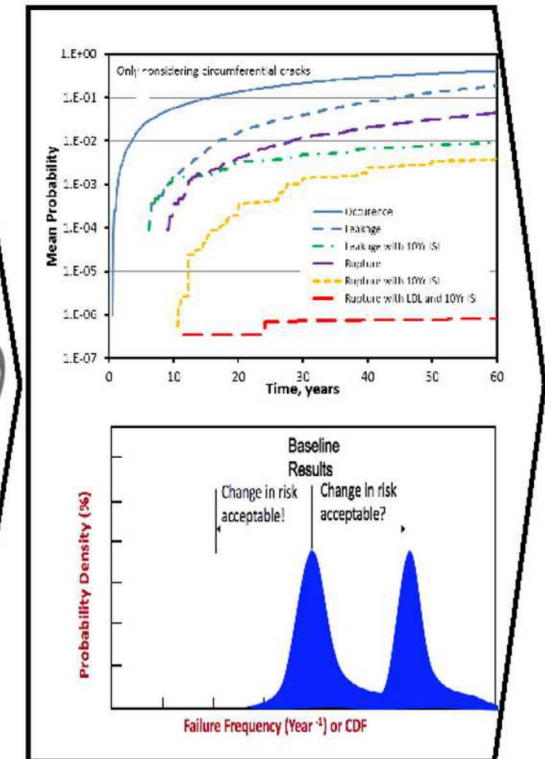 1.E+00
Only considering circumferential cracks
1.E-01
1.E-02
1.E-03
1.E-04
1.E-05
1.E-06
1.E-07
Mean Probability
Occurence
Leakage
Leakage with 10Yr ISI
Rupture
Rupture with 10Yr ISI
Rupture with LDL and 10Yr ISI
0 10 20 30 40 50 60
Time, years
Baseline
Results
Change in risk
acceptable!
Change in risk
acceptable?
Probability Density (%)
Failure Frequency (Year -1) or CDF